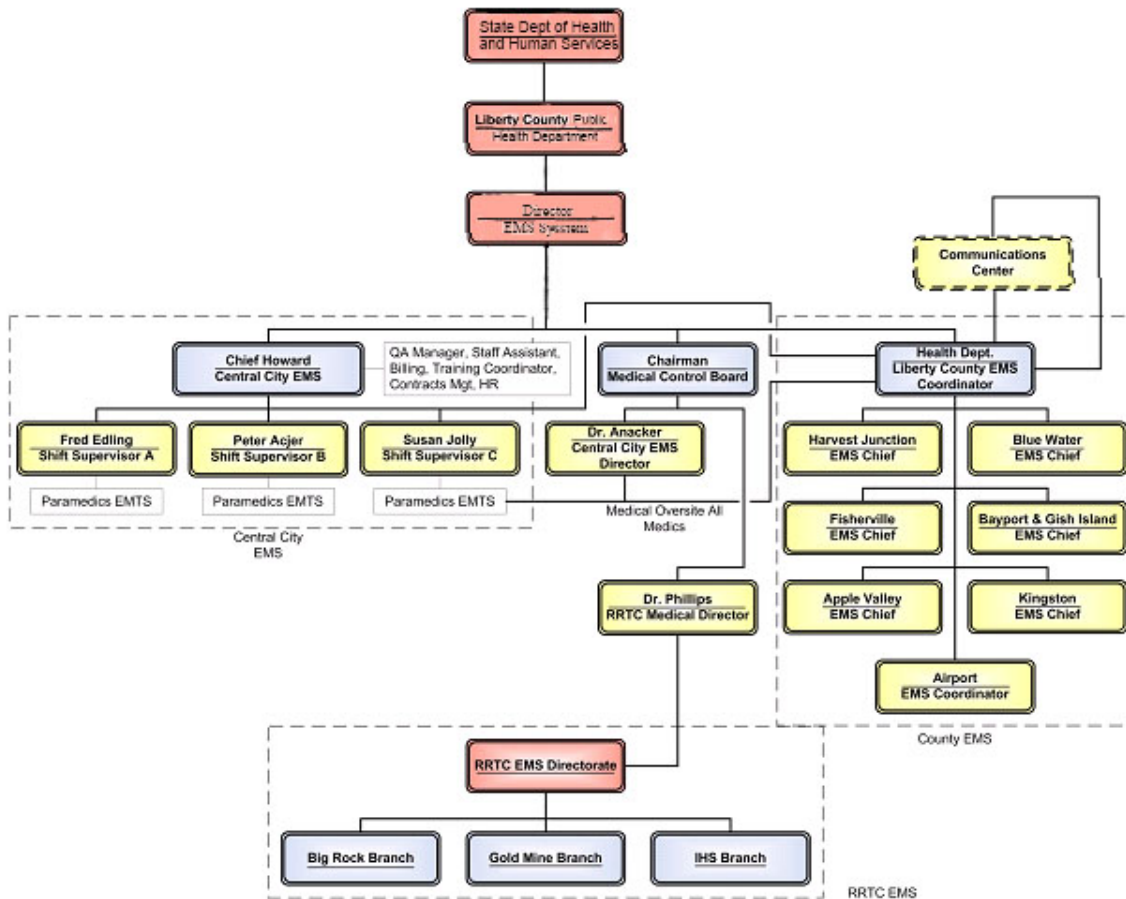 State Dept of Health
and Human Services
Liberty County Public
Health Department
Director
EMS Sysrem
Communications
Center
Chief Howard
Central City EMS
QA Manager, Staff Assistant,
Billing, Training Coordinator,
Contracts Mgt, HR
Chairman
Medical Control Board
Health Dept.
Liberty County EMS
Coordinator
Fred Edling
Shift Supervisor A
Peter Acjer
Shift Supervisor B
Susan Jolly
Shift Supervisor C
Dr. Anacker
Central City EMS
Director
Harvest Junction
EMS Chief
Blue Water
EMS Chief
Paramedics EMTS
Paramedics EMTS
Paramedics EMTS
Medical Oversite All
Medics
Central City
EMS
Fisherville
EMS Chief
Bayport & Gish Island
EMS Chief
Dr. Phillips
RRTC Medical Director
Apple Valley
EMS Chief
Kingston
EMS Chief
Airport
EMS Coordinator
County EMS
RRTC EMS Directorate
Big Rock Branch
Gold Mine Branch
IHS Branch
RRTC EMS